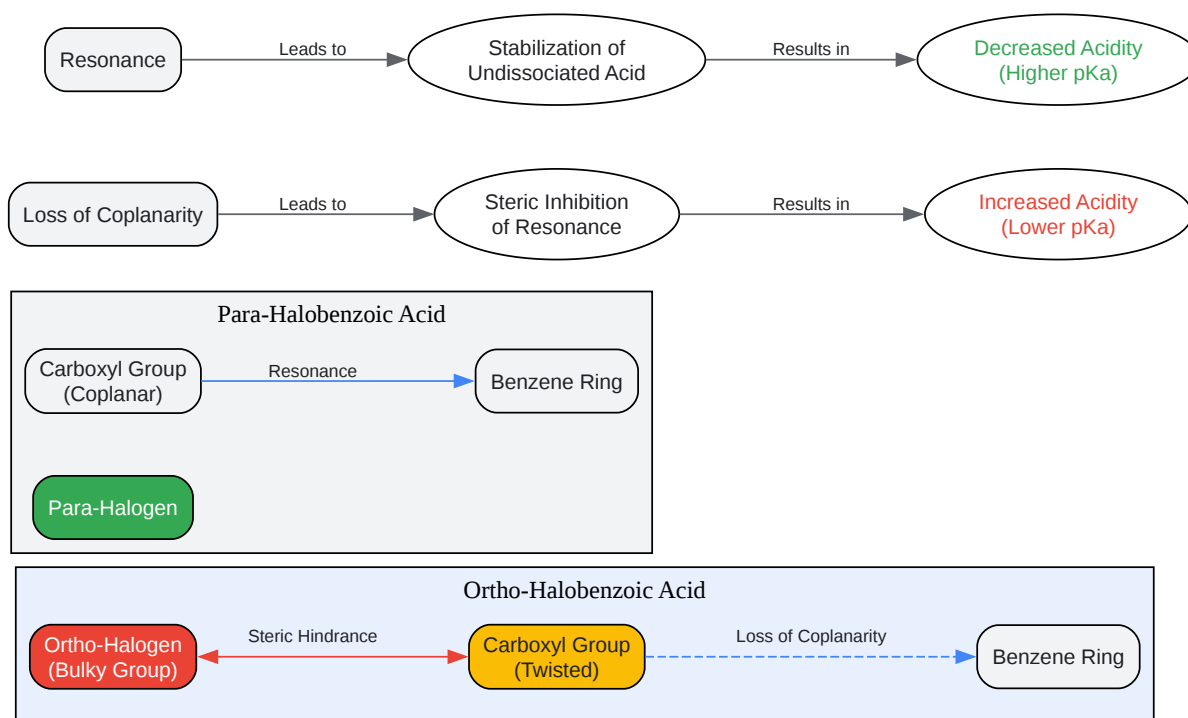 Resonance
Leads to
Stabilization of
Undissociated Acid
Results in
Decreased Acidity
(Higher pKa)
Loss of Coplanarity
Leads to
Steric Inhibition
of Resonance
Results in
Increased Acidity
(Lower pKa)
Para-Halobenzoic Acid
Carboxyl Group
(Coplanar)
Resonance
Benzene Ring
Para-Halogen
Ortho-Halobenzoic Acid
Ortho-Halogen
(Bulky Group)
Steric Hindrance
Carboxyl Group
(Twisted)
Loss of Coplanarity
Benzene Ring